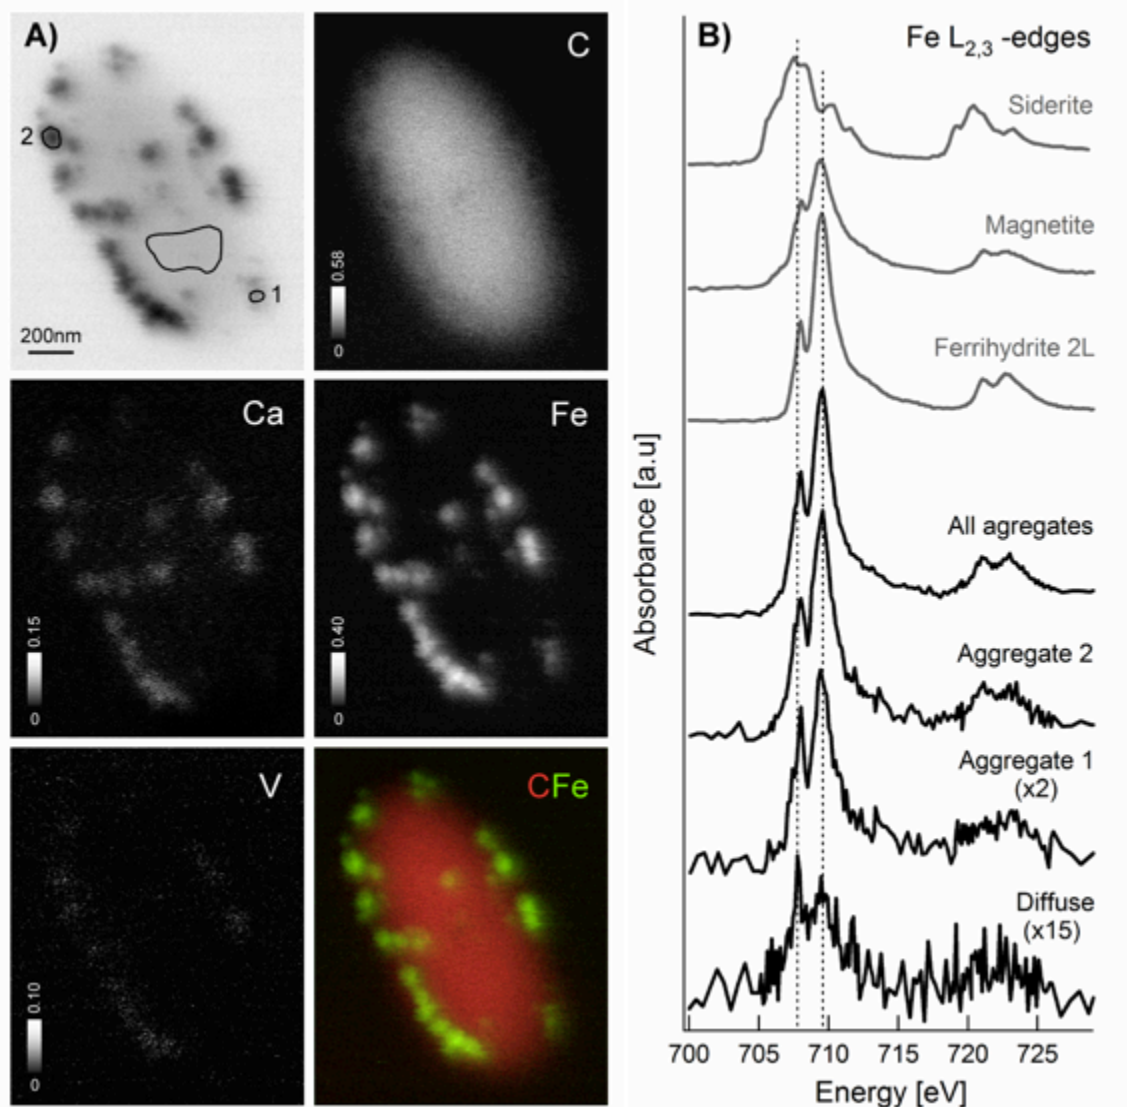 A)
2
1
200nm
C
0.58
0
Ca
0.15
0
Fe
0.40
0
V
0.10
0
CFe
B)
Fe L2,3 -edges
Siderite
Magnetite
Ferrihydrite 2L
All agregates
Aggregate 2
Aggregate 1
(x2)
Diffuse
(x15)
Absorbance [a.u]
700 705 710 715 720 725
Energy [eV]